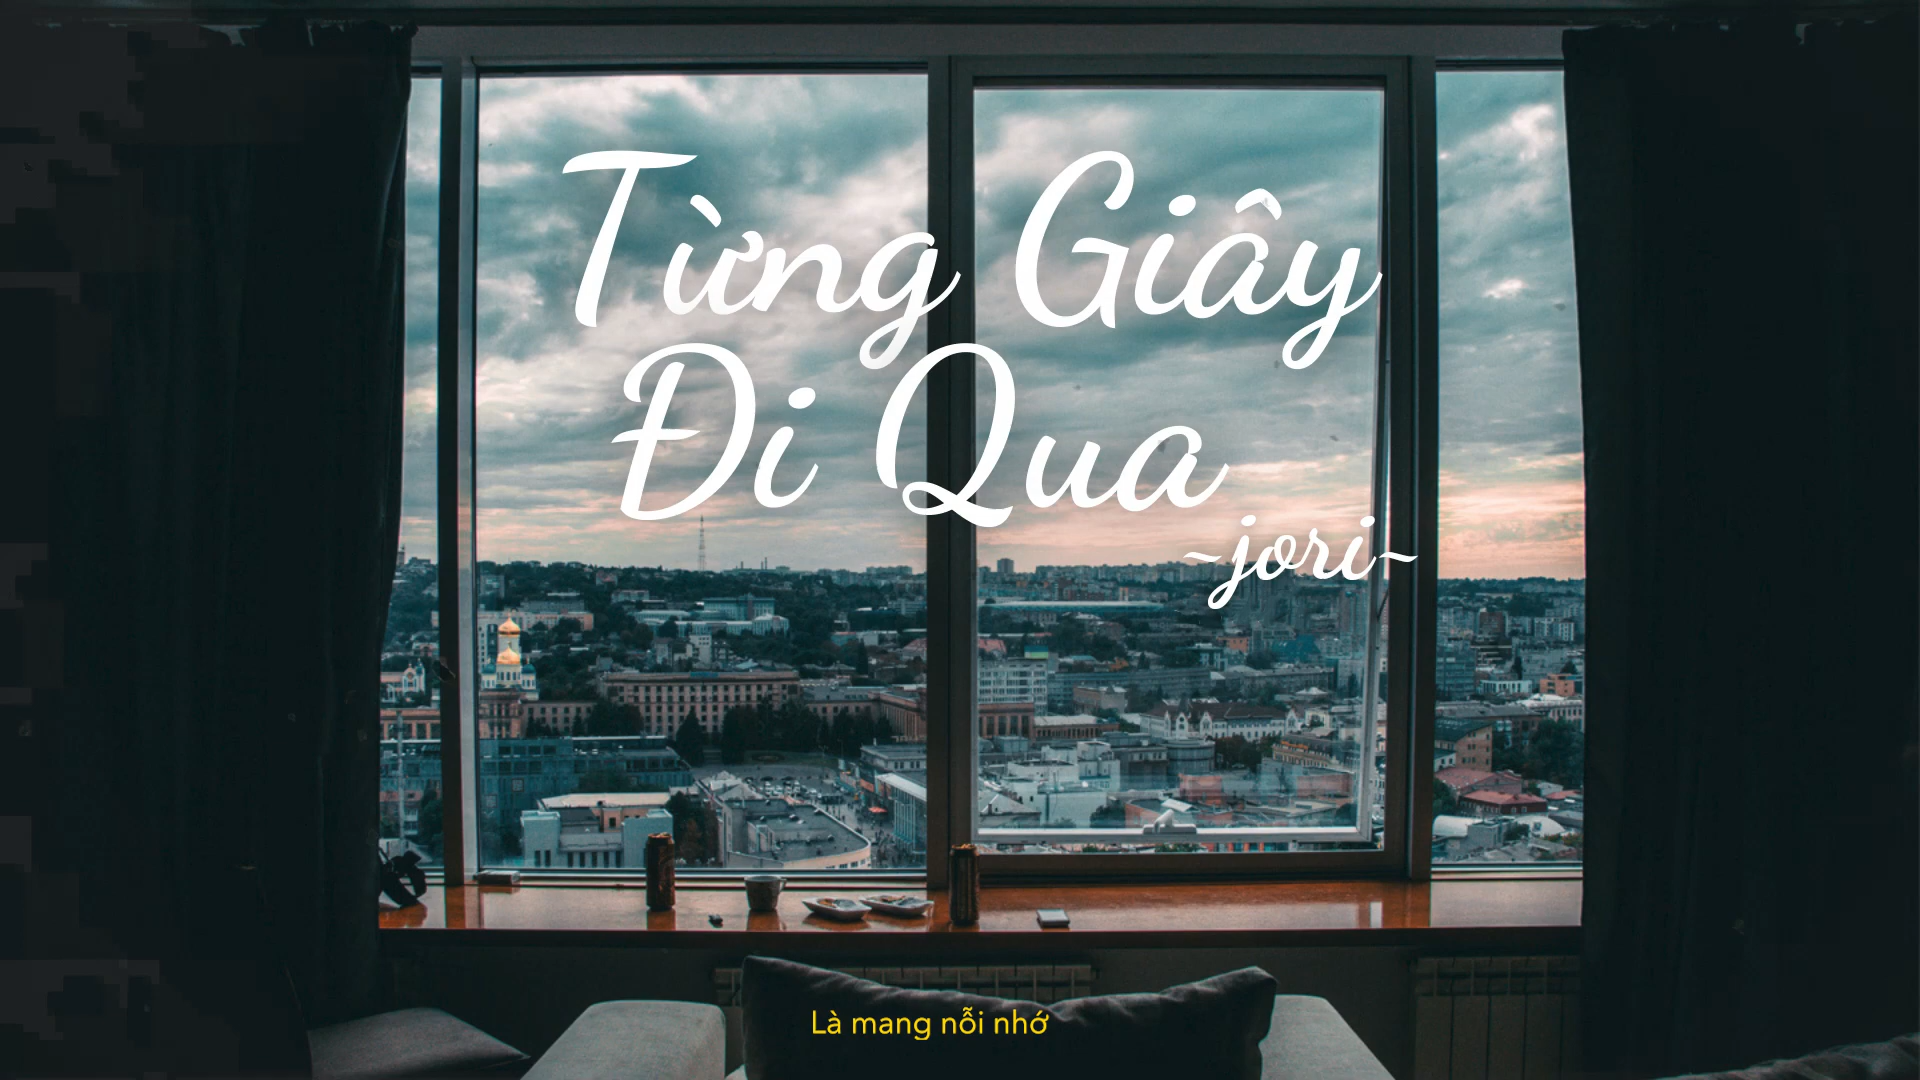 Từng Giây
Đi Qua
~jori~
Là mang nỗi nhớ